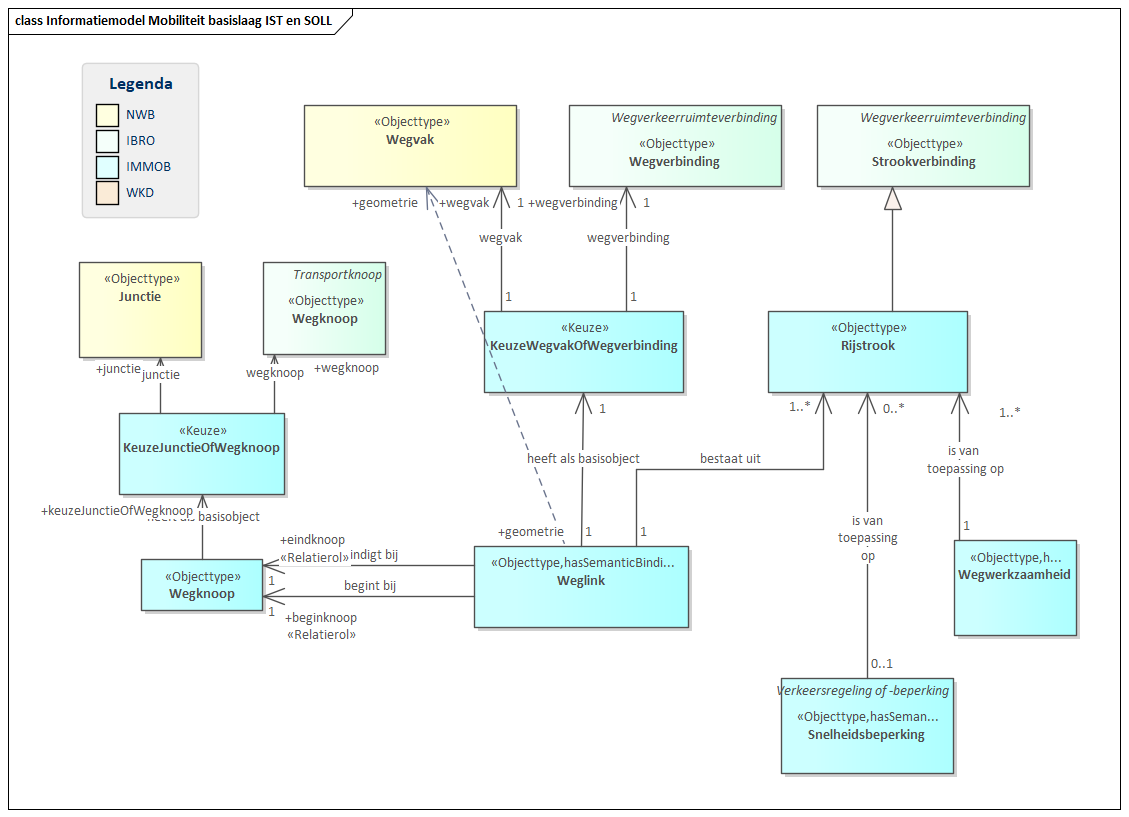 class Informatiemodel Mobiliteit basislaag IST en SOLL
Legenda
NWB
IBRO
IMMOB
WKD
«Objecttype»
Wegvak
Wegverkeerruimteverbinding
«Objecttype»
Wegverbinding
Wegverkeerruimteverbinding
«Objecttype»
Strookverbinding
+geometrie
+wegvak
1
+wegverbinding
1
wegvak
wegverbinding
1
1
«Objecttype»
Junctie
Transportknoop
«Objecttype»
Wegknoop
«Keuze»
KeuzeWegvakOfWegverbinding
«Objecttype»
Rijstrook
+junctie
junctie
wegknoop
+wegknoop
1
1..*
0..*
1..*
«Keuze»
KeuzeJunctieOfWegknoop
heeft als basisobject
bestaat uit
is van
toepassing op
+keuzeJunctieOfWegknoop
heeft als basisobject
+geometrie
1
1
is van
toepassing
op
1
+eindknoop
«Relatierol»
indigt bij
1
begint bij
1
+beginknoop
«Relatierol»
«Objecttype»
Wegknoop
«Objecttype,hasSemanticBindi...
Weglink
«Objecttype,h...
Wegwerkzaamheid
0..1
Verkeersregeling of -beperking
«Objecttype,hasSeman...
Snelheidsbeperking